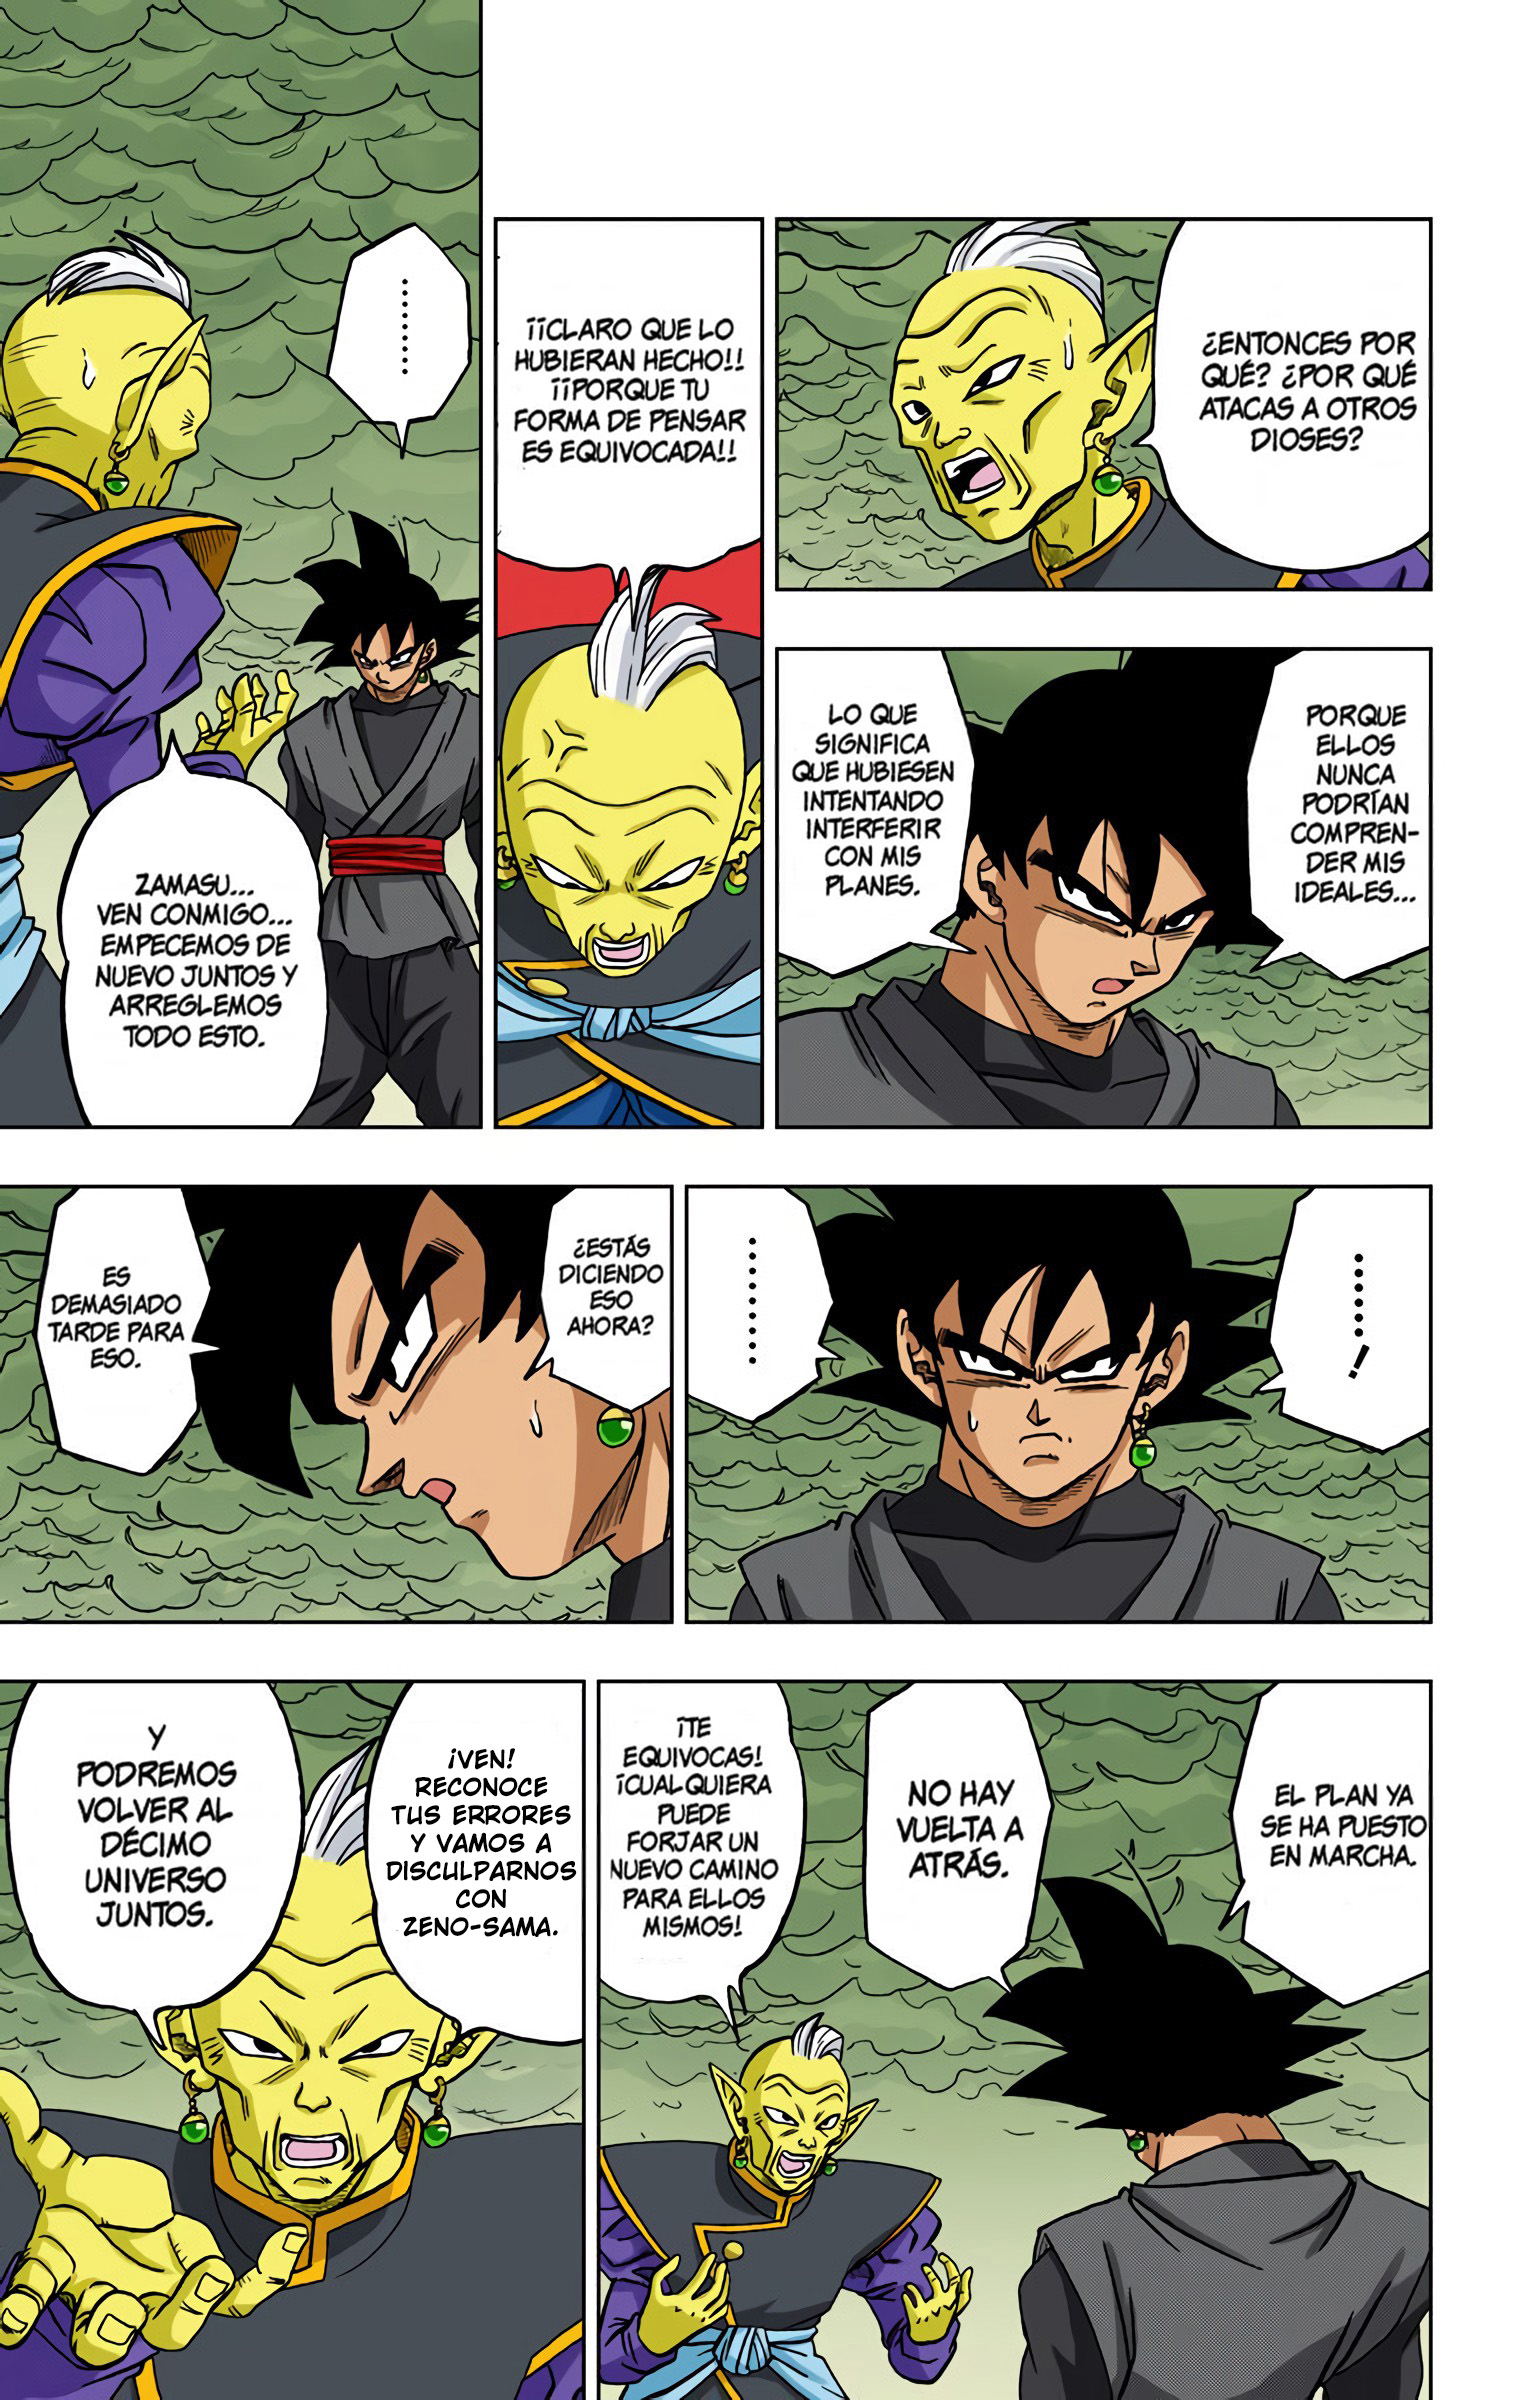 ¿ENTONCES POR
QUÉ? ¿POR QUÉ
ATACAS A OTROS
DIOSES?
PORQUE
ELLOS
NUNCA
PODRÍAN
COMPREN-
DER MIS
IDEALES...
LO QUE
SIGNIFICA
QUE HUBIESEN
INTENTANDO
INTERFERIR
CON MIS
PLANES.
¡¡CLARO QUE LO
HUBIERAN HECHO!!
¡¡PORQUE TU
FORMA DE PENSAR
ES EQUIVOCADA!!
........
ZAMASU...
VEN CONMIGO...
EMPECEMOS DE
NUEVO JUNTOS Y
ARREGLEMOS
TODO ESTO.
......!
.........
¿ESTÁS
DICIENDO
ESO
AHORA?
ES
DEMASIADO
TARDE PARA
ESO.
EL PLAN YA
SE HA PUESTO
EN MARCHA.
NO HAY
VUELTA A
ATRÁS.
¡TE
EQUIVOCAS!
¡CUALQUIERA
PUEDE
FORJAR UN
NUEVO CAMINO
PARA ELLOS
MISMOS!
¡VEN!
RECONOCE
TUS ERRORES
Y VAMOS A
DISCULPARNOS
CON
ZENO-SAMA.
Y
PODREMOS
VOLVER AL
DÉCIMO
UNIVERSO
JUNTOS.